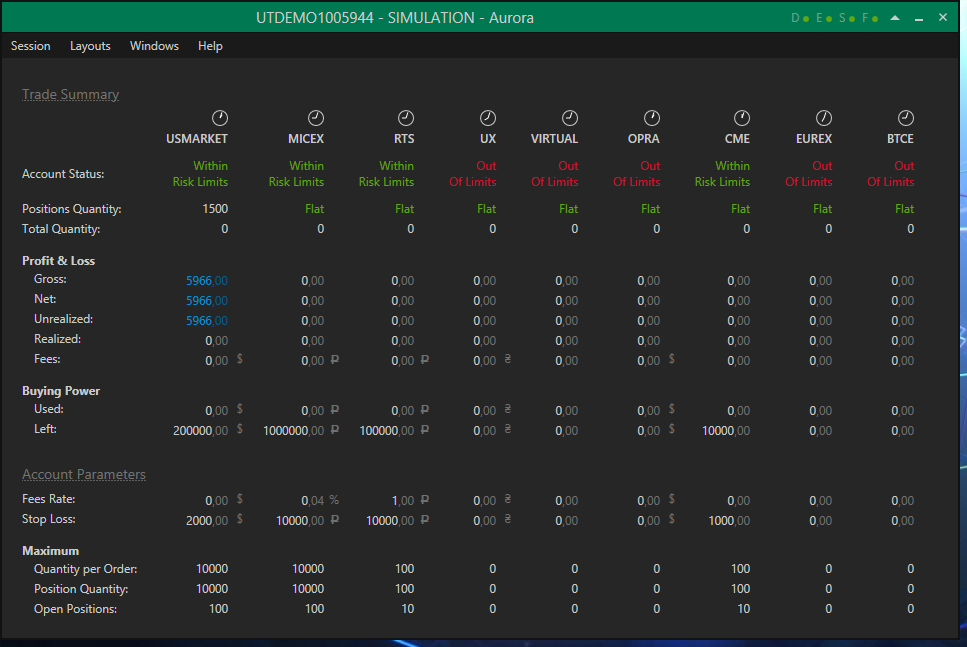 UTDEMO1005944 - SIMULATION - Aurora D E S F
Session Layouts Windows Help
Trade Summary
USMARKET MICEX RTS UX VIRTUAL OPRA CME EUREX BTCE
Account Status: Within Risk Limits Within Risk Limits Within Risk Limits Out Of Limits Out Of Limits Out Of Limits Within Risk Limits Out Of Limits Out Of Limits
Positions Quantity: 1500 Flat Flat Flat Flat Flat Flat Flat Flat
Total Quantity: 0 0 0 0 0 0 0 0 0
Profit & Loss
Gross: 5966,00 0,00 0,00 0,00 0,00 0,00 0,00 0,00 0,00
Net: 5966,00 0,00 0,00 0,00 0,00 0,00 0,00 0,00 0,00
Unrealized: 5966,00 0,00 0,00 0,00 0,00 0,00 0,00 0,00 0,00
Realized: 0,00 0,00 0,00 0,00 0,00 0,00 0,00 0,00 0,00
Fees: 0,00 $ 0,00 ₽ 0,00 ₽ 0,00 ₴ 0,00 0,00 $ 0,00 0,00 0,00
Buying Power
Used: 0,00 $ 0,00 ₽ 0,00 ₽ 0,00 ₴ 0,00 0,00 $ 0,00 0,00 0,00
Left: 200000,00 $ 1000000,00 ₽ 100000,00 ₽ 0,00 ₴ 0,00 0,00 $ 10000,00 0,00 0,00
Account Parameters
Fees Rate: 0,00 $ 0,04 % 1,00 ₽ 0,00 ₴ 0,00 0,00 $ 0,00 0,00 0,00
Stop Loss: 2000,00 $ 10000,00 ₽ 10000,00 ₽ 0,00 ₴ 0,00 0,00 $ 1000,00 0,00 0,00
Maximum
Quantity per Order: 10000 10000 100 0 0 0 100 0 0
Position Quantity: 10000 10000 100 0 0 0 100 0 0
Open Positions: 100 100 10 0 0 0 10 0 0